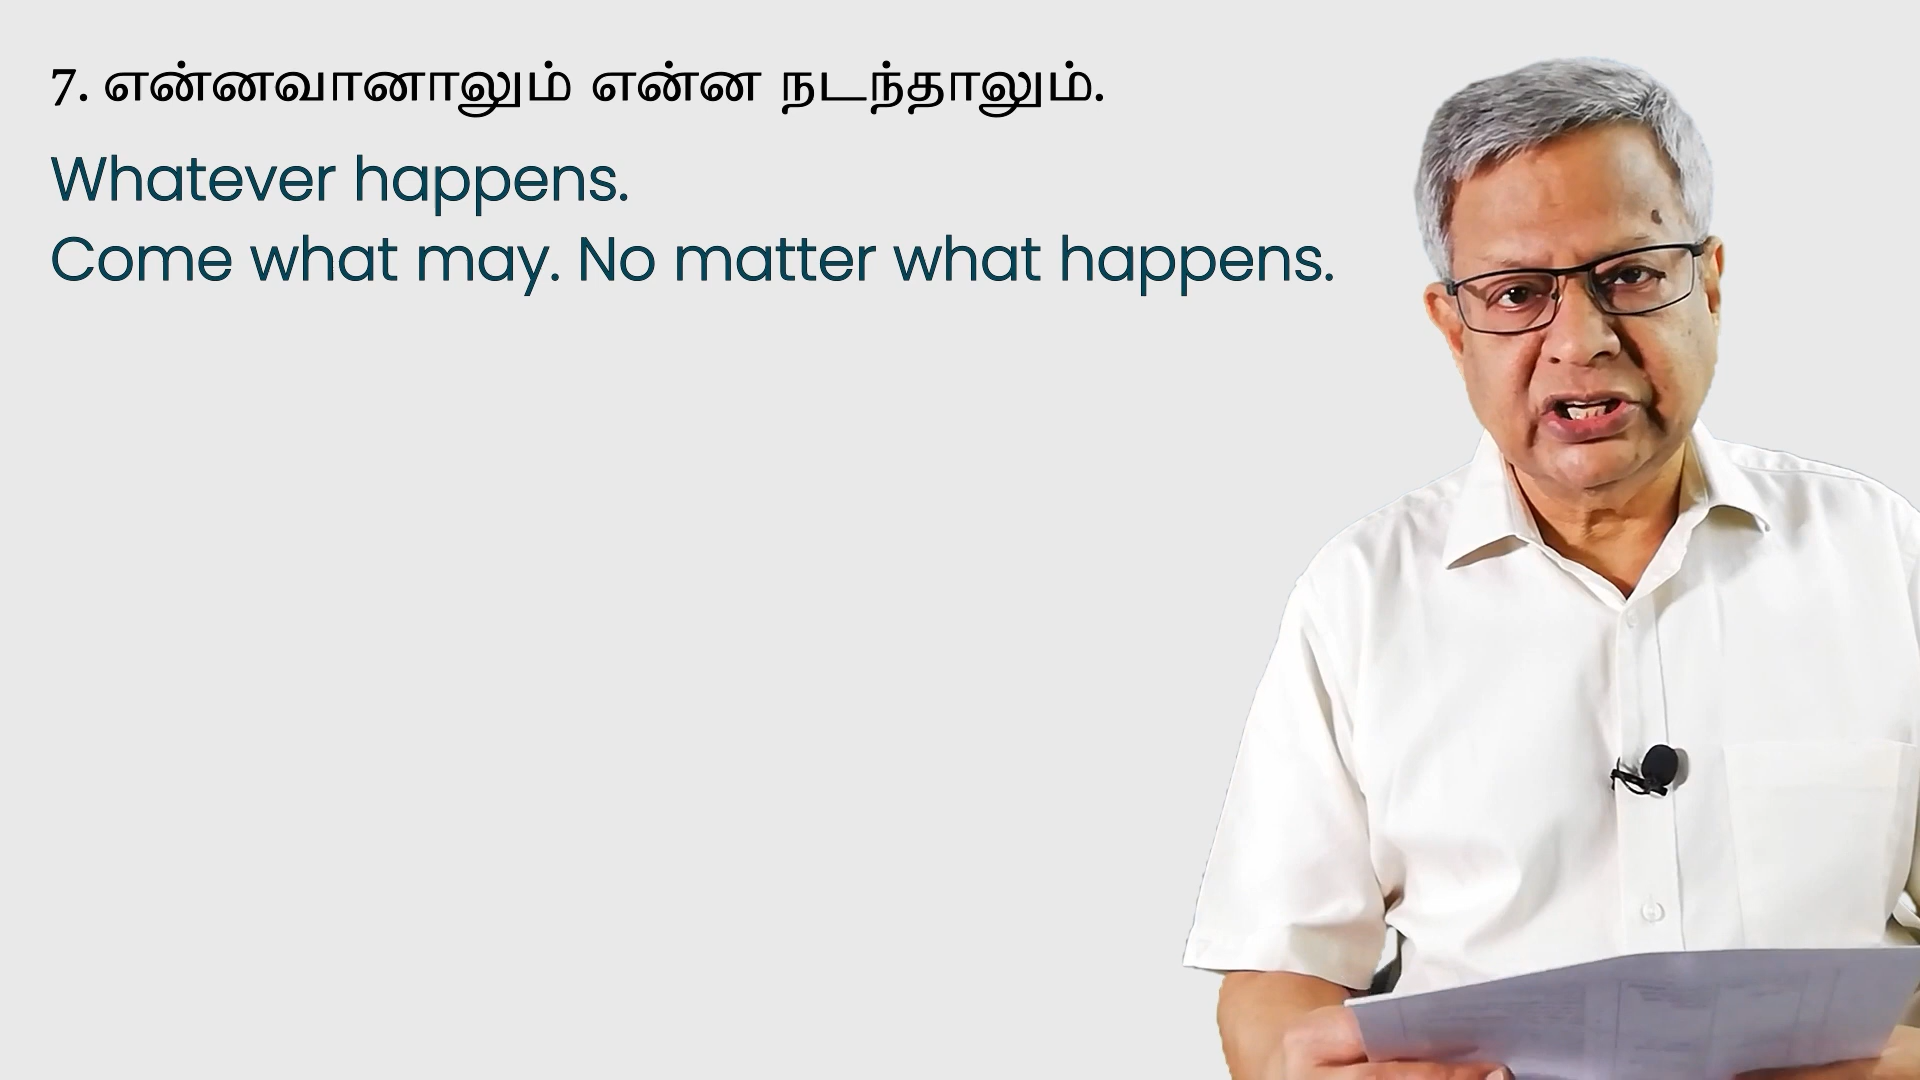 7. என்னவானாலும் என்ன நடந்தாலும்.
Whatever happens.
Come what may. No matter what happens.